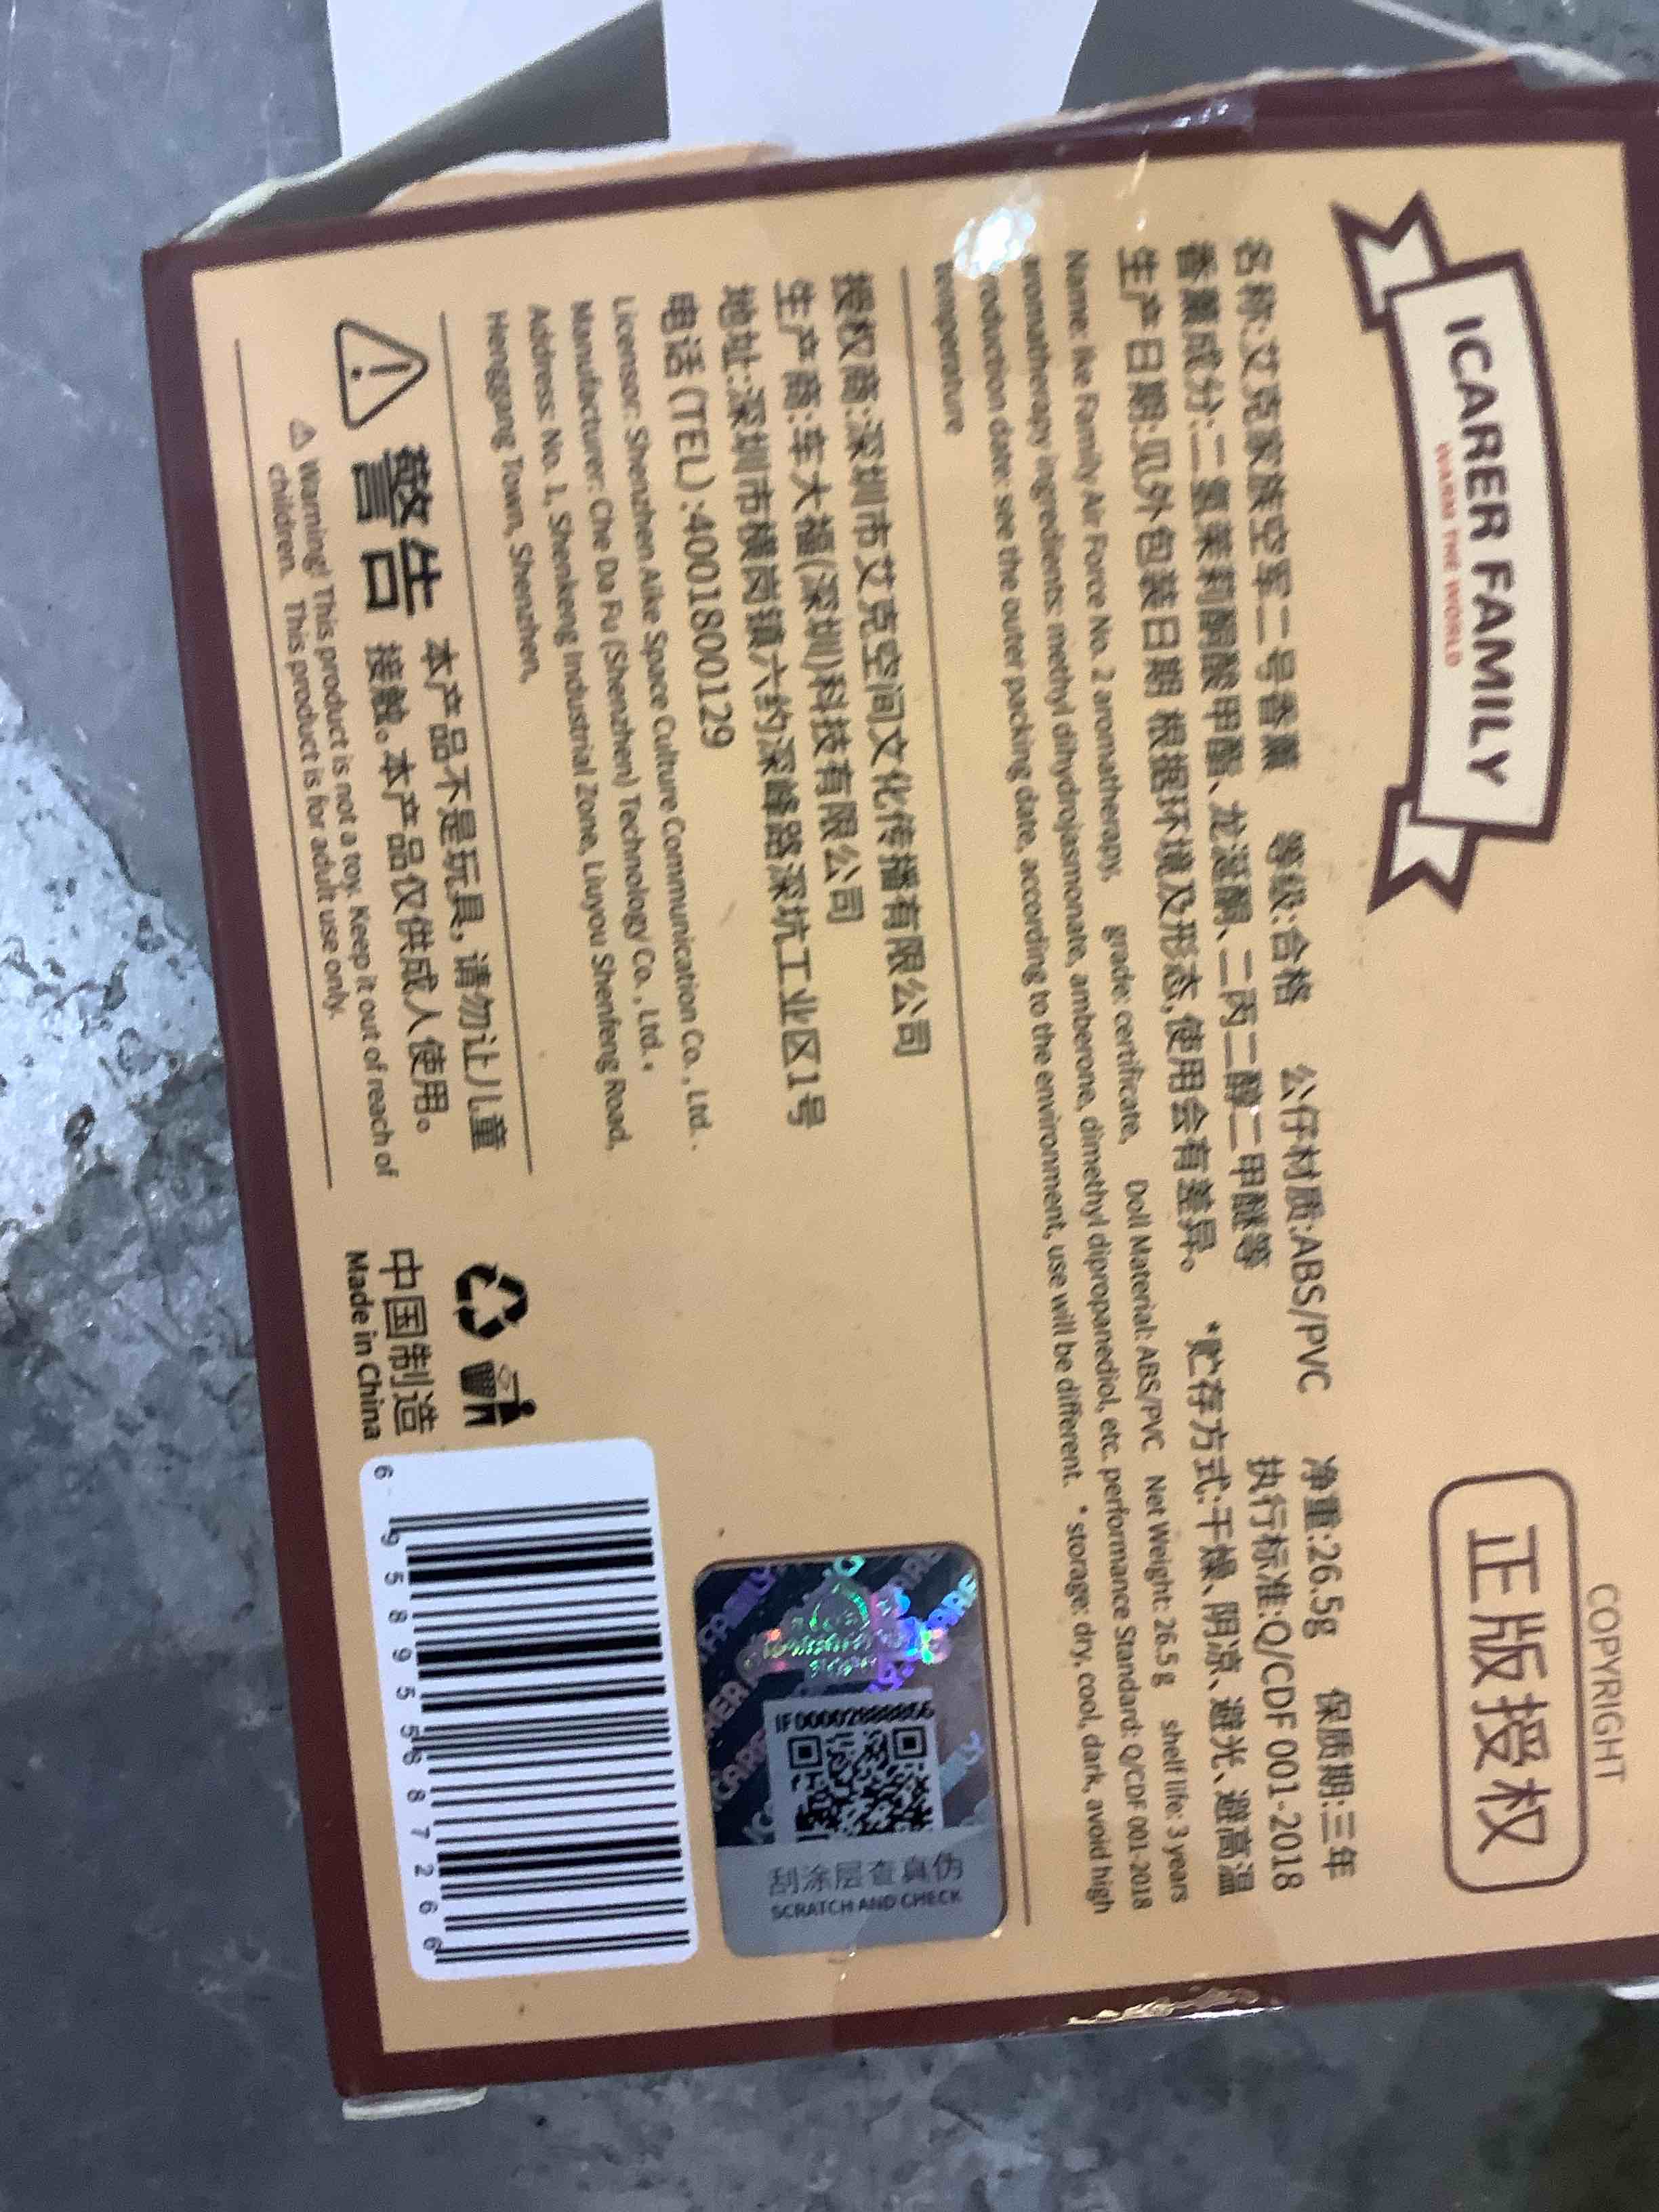 COPYRIGHT
ICARER FAMILY
WARM THE WORLD
正版授权
名称:艾克家族空军二号香薰 等级:合格 公仔材质:ABS/PVC 净重:26.5g 保质期:三年
香薰成分:二氢茉莉酮酸甲酯、龙涎酮、二丙二醇二甲醚等 执行标准:Q/CDF 001-2018
生产日期:见外包装日期 根据环境及形态,使用会有差异。 *贮存方式:干燥、阴凉、避光、避高温
Name: Ike Family Air Force No. 2 aromatherapy, grade: certificate, Doll Material: ABS/PVC Net Weight: 26.5 g shelf life: 3 years
aromatherapy ingredients: methyl dihydrojasmonate, amberone, dimethyl dipropanediol, etc. performance Standard: Q/CDF 001-2018
roduction date: see the outer packing date, according to the environment, use will be different. * storage: dry, cool, dark, avoid high
temperature
授权商:深圳市艾克空间文化传播有限公司
生产商:车大福(深圳)科技有限公司
地址:深圳市横岗镇六约深峰路深坑工业区1号
电话 (TEL) :4001800129
Licensor: Shenzhen Aike Space Culture Communication Co. , Ltd. .
Manufacturer: Che Da Fu (Shenzhen) Technology Co. , Ltd. .
Address: No. 1, Shenkeng Industrial Zone, Liuyou Shenfeng Road,
Henggang Town, Shenzhen,
IF00002888866
刮涂层查真伪
SCRATCH AND CHECK
警告 本产品不是玩具, 请勿让儿童
接触。本产品仅供成人使用。
Warning! This product is not a toy. Keep it out of reach of
children. This product is for adult use only.
中国制造
Made in China
6 958955 687266